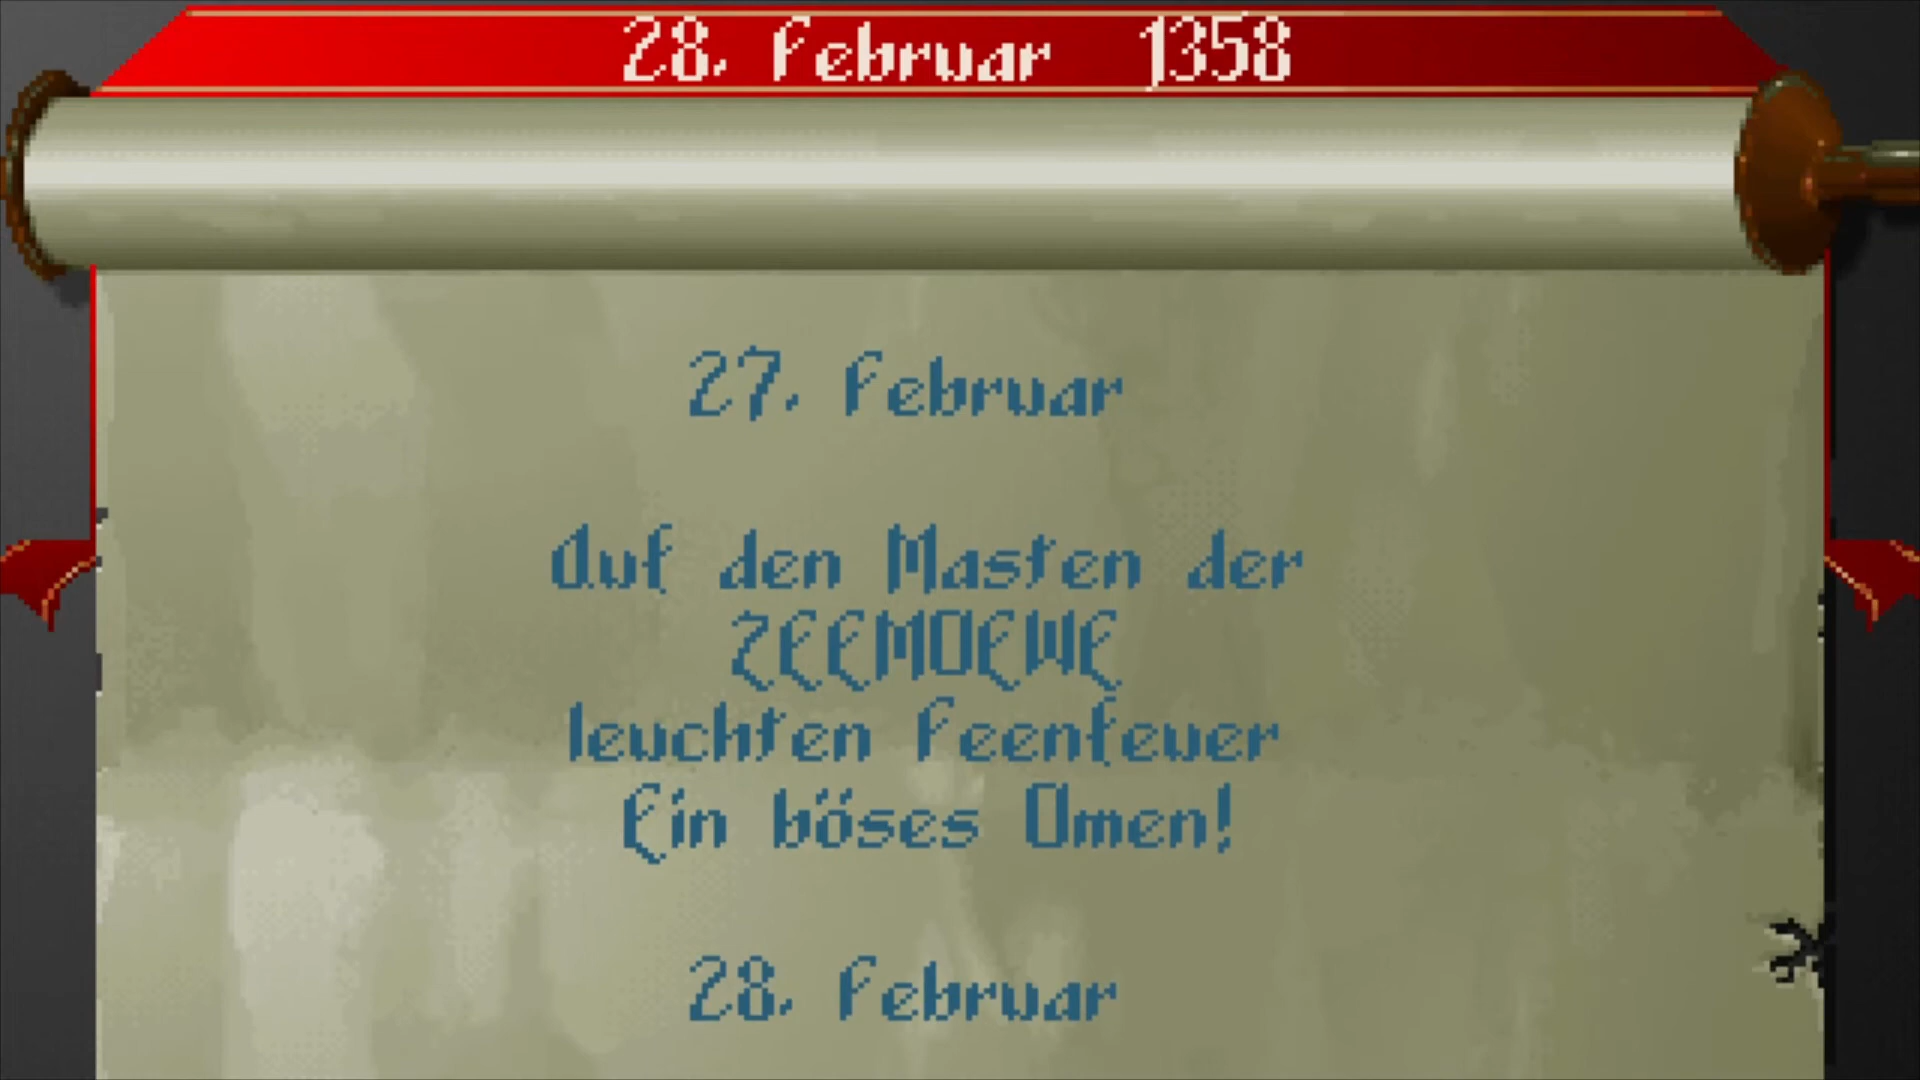 28. Februar 1358
27. Februar
Auf den Masten der
ZEEMOEWE
leuchten Feenfeuer
Ein böses Omen!
28. Februar